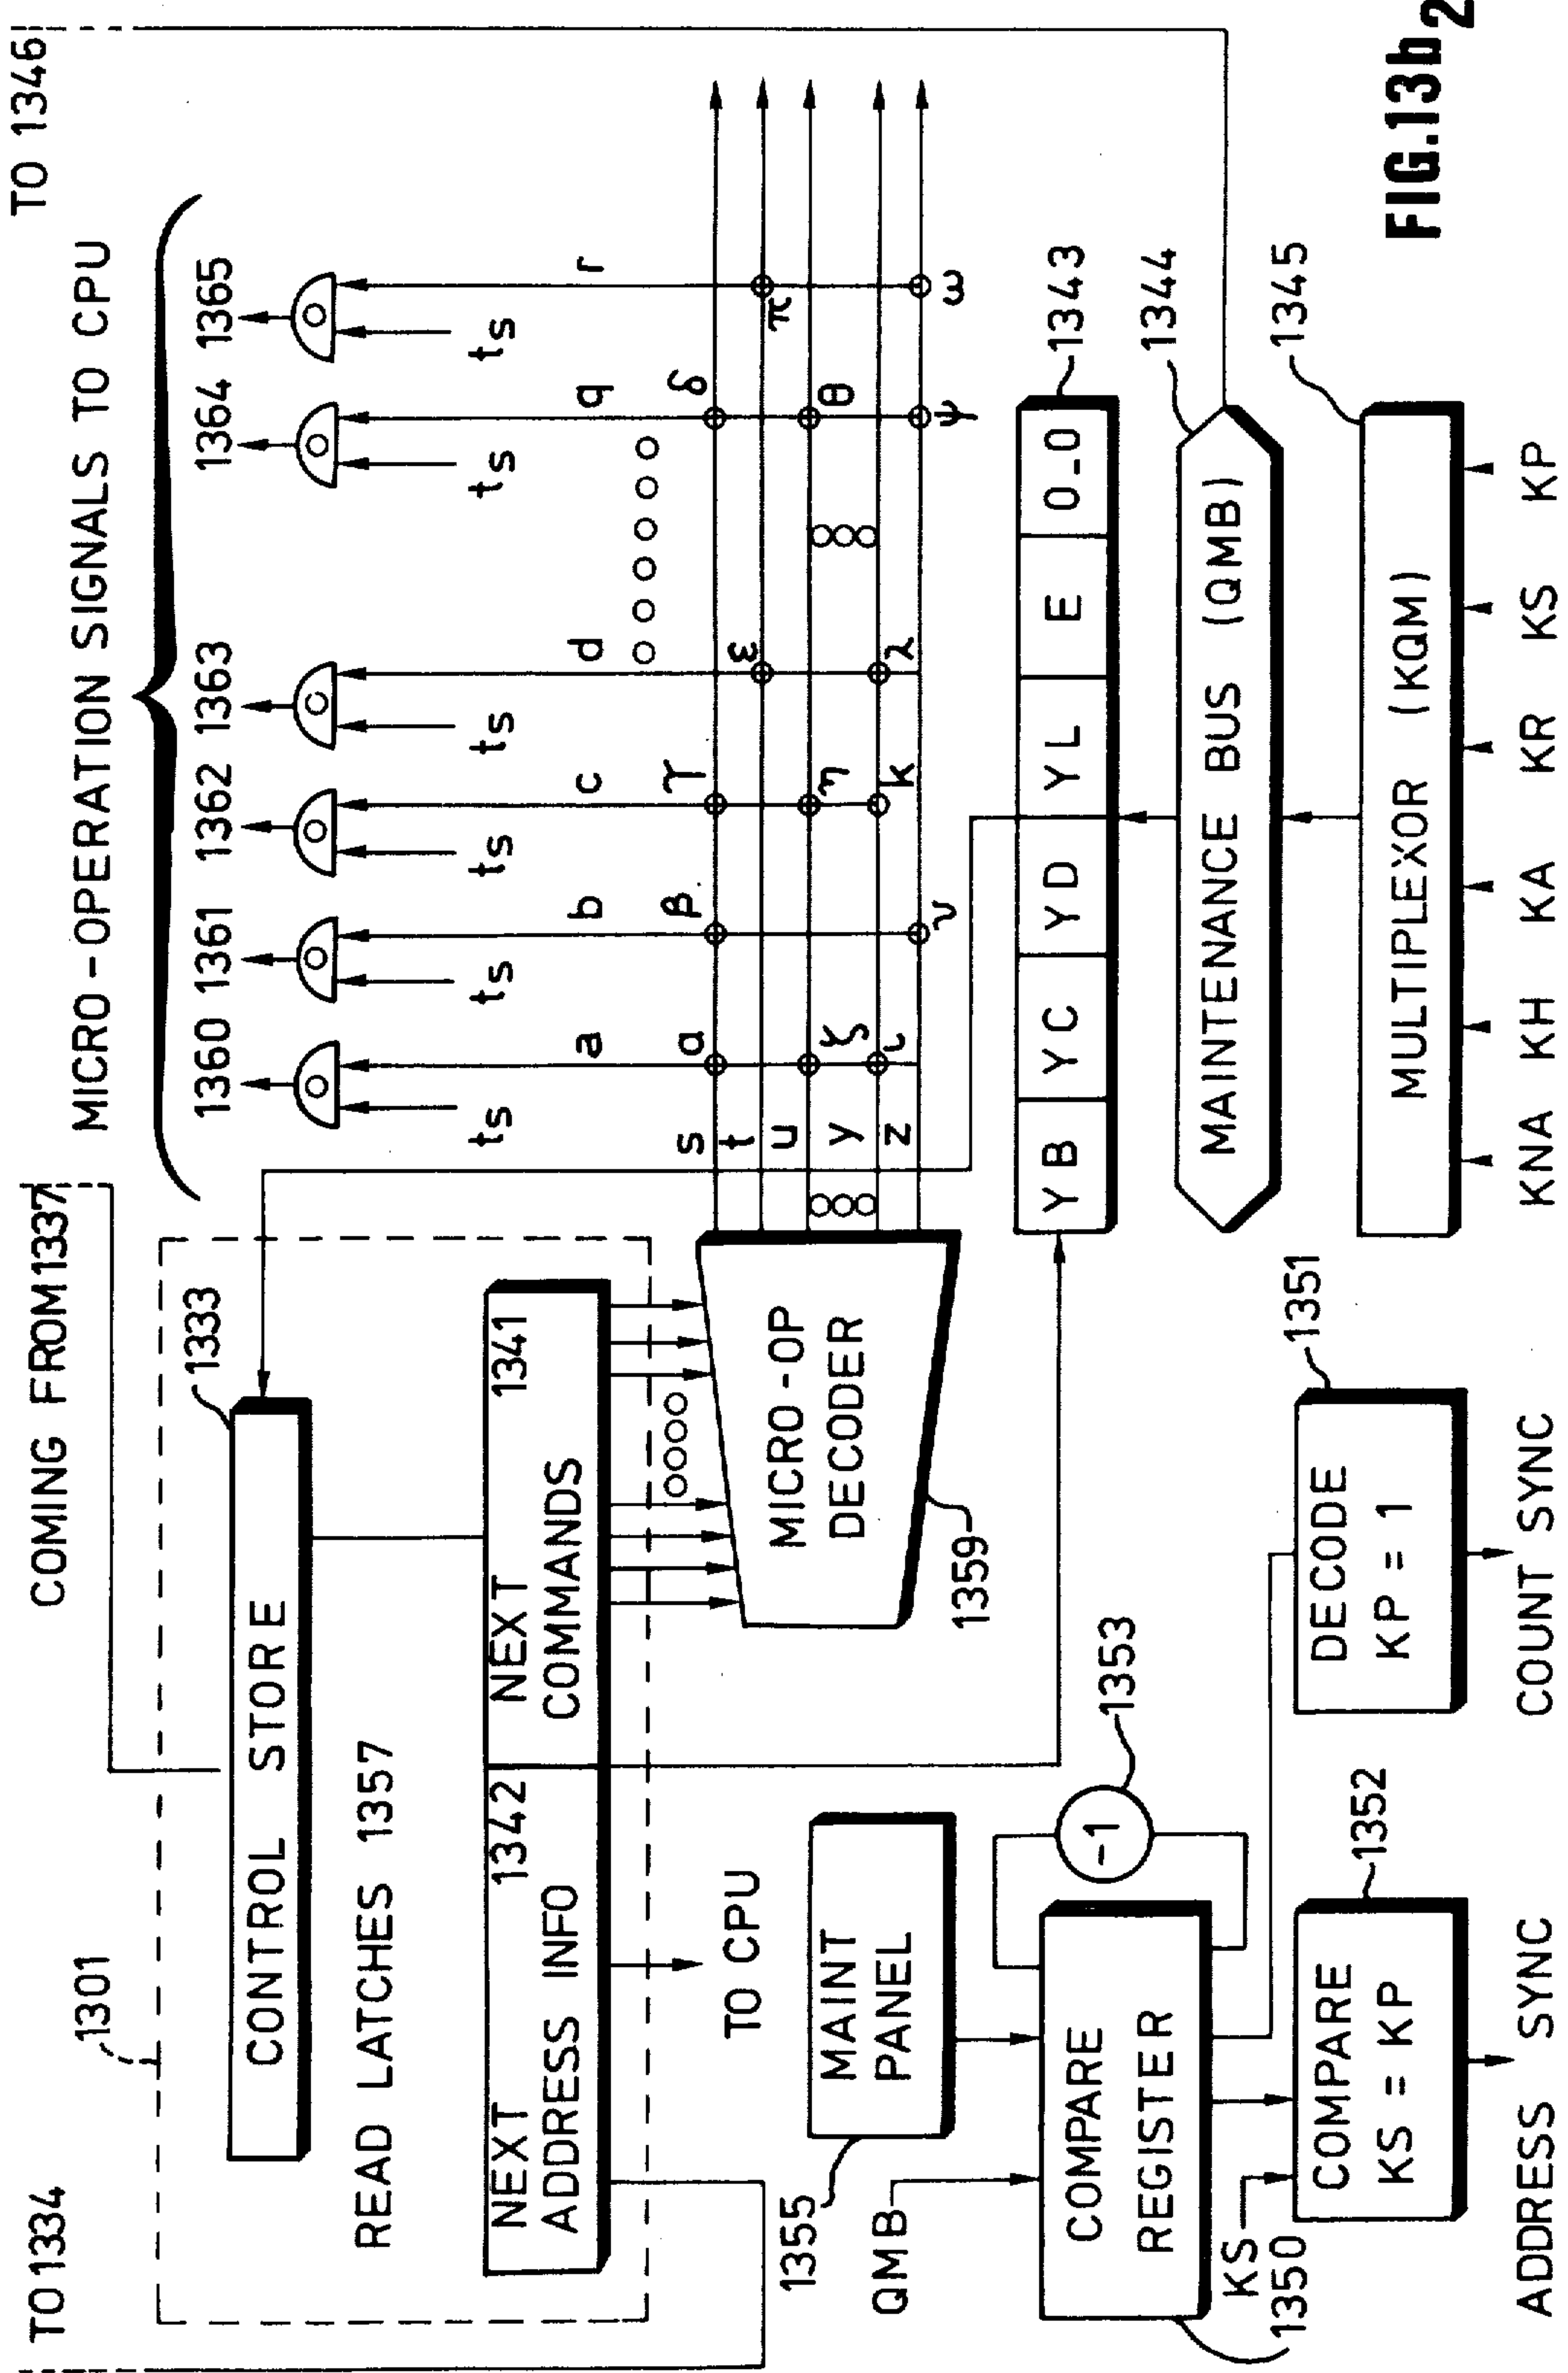 TO 1334
COMING FROM 1337
TO 1346
MICRO-OPERATION SIGNALS TO CPU
1301
1333
CONTROL STORE
READ LATCHES 1357
1342
NEXT
ADDRESS INFO
1341
NEXT
COMMANDS
TO CPU
1360 1361 1362 1363 1364 1365
ts ts ts ts ts ts
a b c d q r
α β γ δ
s
t
u
y
z
ε π
ζ η θ
ι k λ
ν ψ ω
MICRO-OP
DECODER
1359
1355
MAINT
PANEL
QMB
COMPARE
REGISTER
1350
1353
-1
KS
COMPARE
KS = KP
1352
ADDRESS SYNC
DECODE
KP = 1
1351
COUNT SYNC
YB YC YD YL E 0-0
1343
MAINTENANCE BUS (QMB)
1344
MULTIPLEXOR (KQM)
1345
KNA KH KA KR KS KP
FIG.13b2